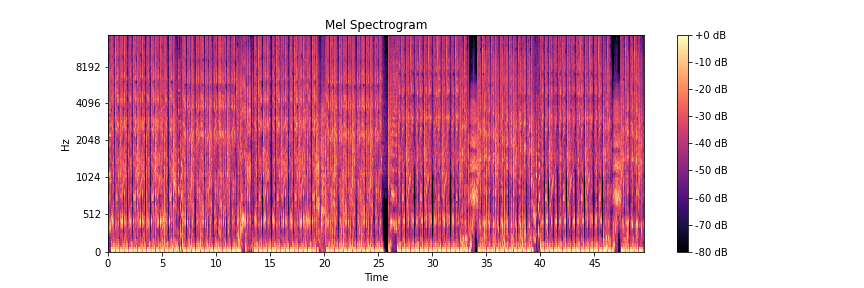 Mel Spectrogram
Hz
8192
4096
2048
1024
512
0
0 5 10 15 20 25 30 35 40 45
Time
+0 dB
-10 dB
-20 dB
-30 dB
-40 dB
-50 dB
-60 dB
-70 dB
-80 dB